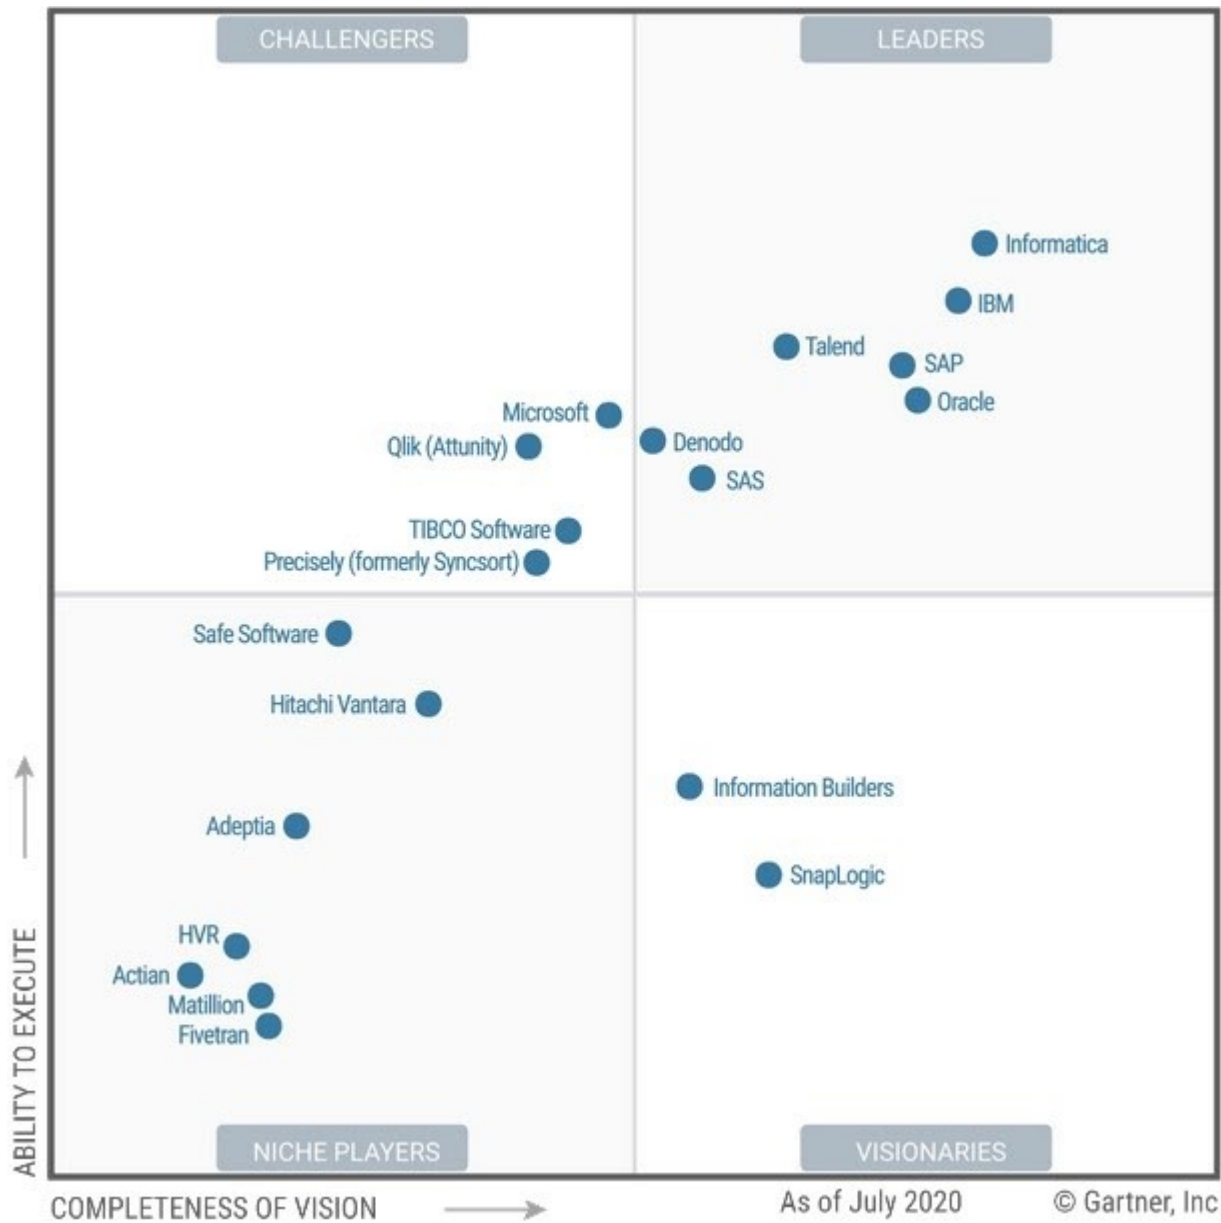 CHALLENGERS
LEADERS
Informatica
IBM
Talend
SAP
Oracle
Microsoft
Denodo
Qlik (Attunity)
SAS
TIBCO Software
Precisely (formerly Syncsort)
Safe Software
Hitachi Vantara
Information Builders
Adeptia
SnapLogic
HVR
Actian
Matillion
Fivetran
ABILITY TO EXECUTE
NICHE PLAYERS
VISIONARIES
COMPLETENESS OF VISION
As of July 2020
© Gartner, Inc